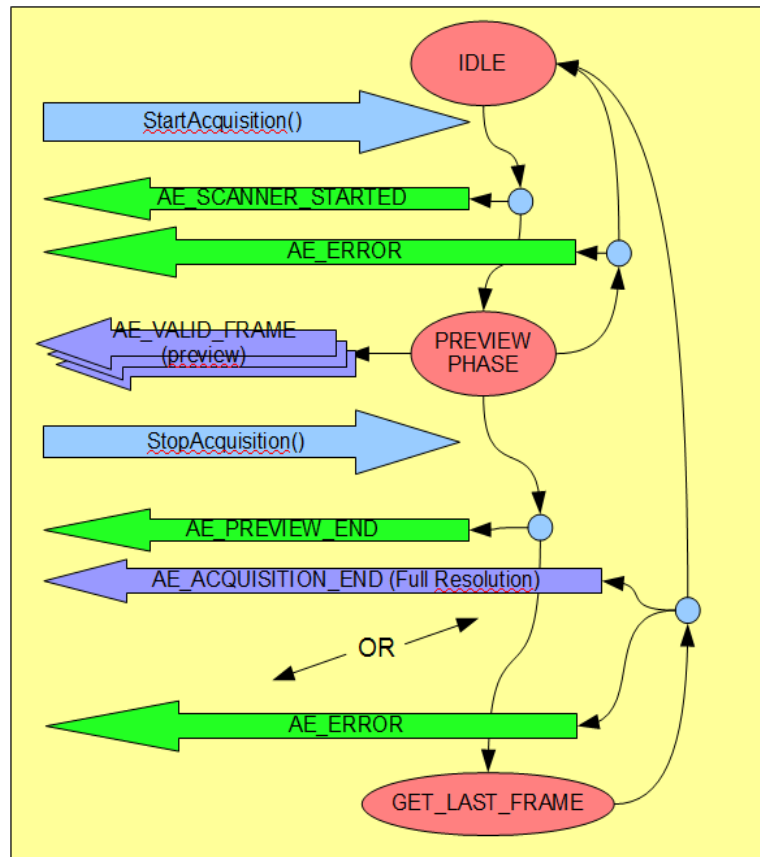 IDLE
StartAcquisition()
AE_SCANNER_STARTED
AE_ERROR
AE_VALID_FRAME
(preview)
PREVIEW
PHASE
StopAcquisition()
AE_PREVIEW_END
AE_ACQUISITION_END (Full Resolution)
OR
AE_ERROR
GET_LAST_FRAME